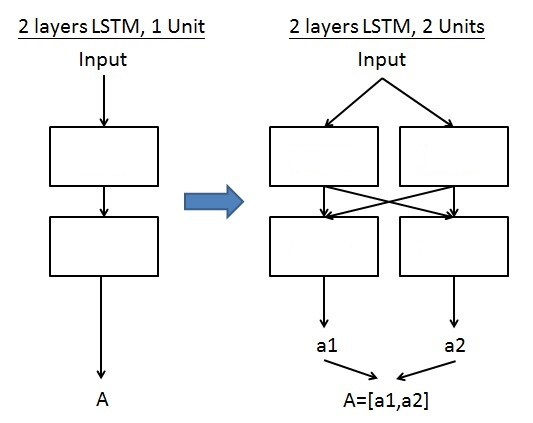 2 layers LSTM, 1 Unit
Input
A
2 layers LSTM, 2 Units
Input
a1
a2
A=[a1,a2]